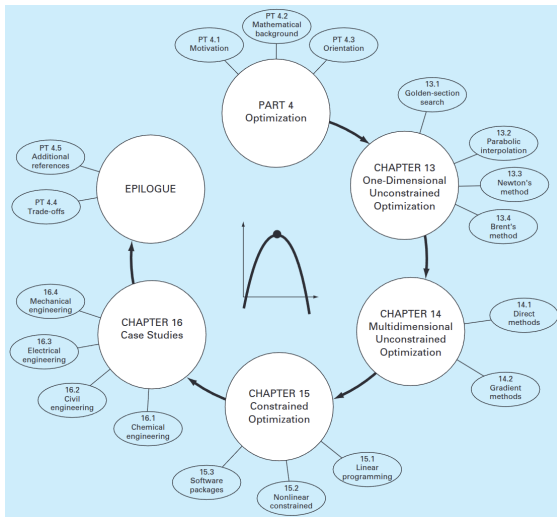 PT 4.1
Motivation
PT 4.2
Mathematical
background
PT 4.3
Orientation
PART 4
Optimization
13.1
Golden-section
search
13.2
Parabolic
interpolation
13.3
Newton's
method
13.4
Brent's
method
CHAPTER 13
One-Dimensional
Unconstrained
Optimization
CHAPTER 14
Multidimensional
Unconstrained
Optimization
14.1
Direct
methods
14.2
Gradient
methods
CHAPTER 15
Constrained
Optimization
15.1
Linear
programming
15.2
Nonlinear
constrained
15.3
Software
packages
CHAPTER 16
Case Studies
16.1
Chemical
engineering
16.2
Civil
engineering
16.3
Electrical
engineering
16.4
Mechanical
engineering
EPILOGUE
PT 4.4
Trade-offs
PT 4.5
Additional
references